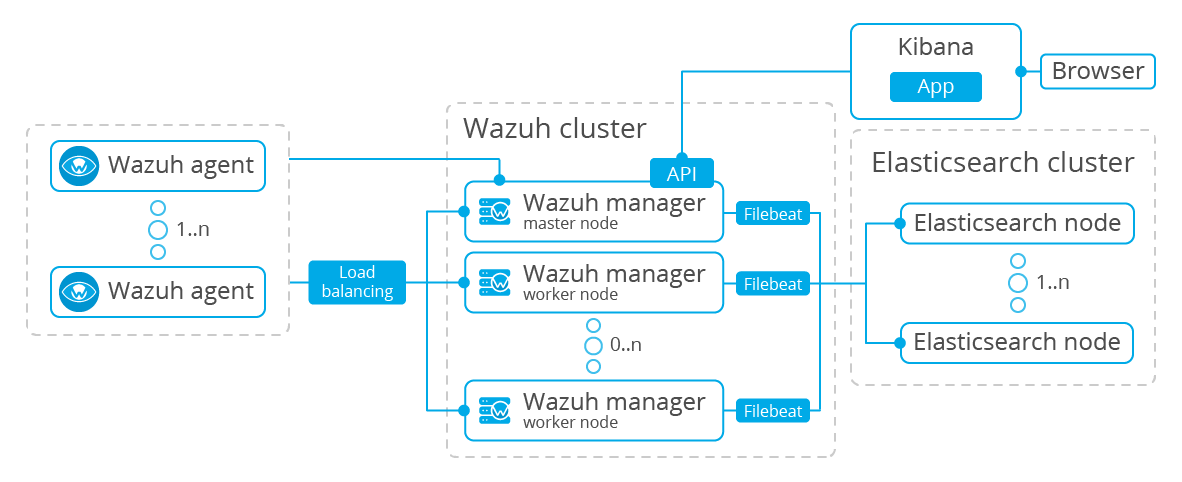 Kibana
App
Browser
Wazuh cluster
Elasticsearch cluster
Wazuh agent
1..n
Wazuh agent
Load
balancing
API
Wazuh manager
master node
Filebeat
Wazuh manager
worker node
Filebeat
0..n
Wazuh manager
worker node
Filebeat
Elasticsearch node
1..n
Elasticsearch node